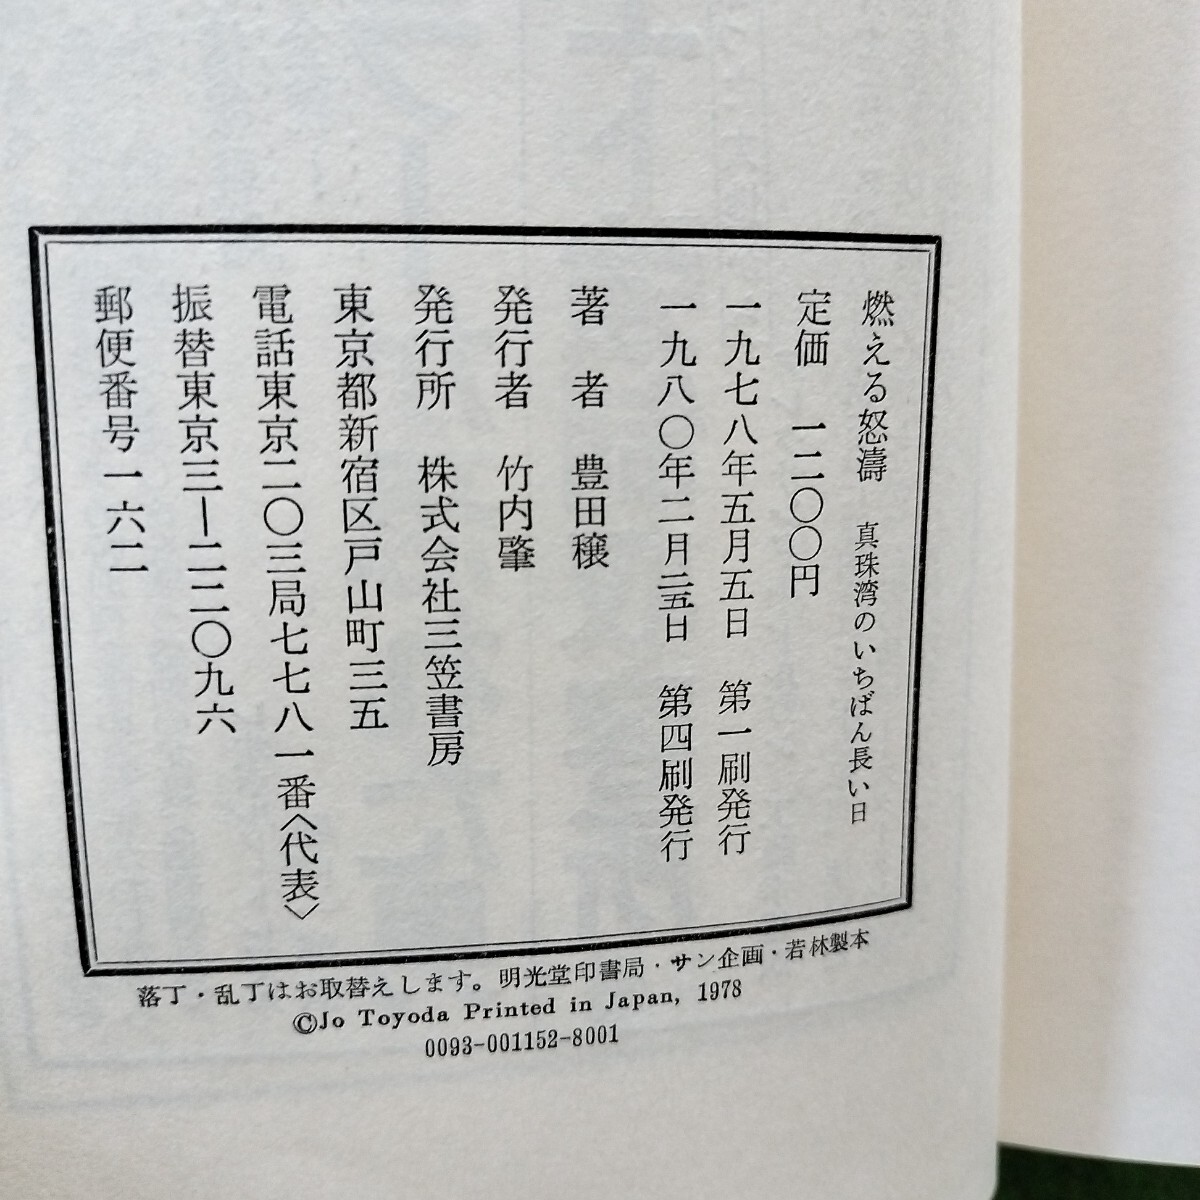 燃える怒濤　真珠湾のいちばん長い日
定価　一二〇〇円
一九七八年五月五日　第一刷発行
一九八〇年二月二五日　第四刷発行
著　者　豊田穣
発行者　竹内肇
発行所　株式会社三笠書房
東京都新宿区戸山町三五
電話東京二〇三局七七八一番〈代表〉
振替東京三ー二二〇九六
郵便番号一六二
落丁・乱丁はお取替えします。明光堂印書局・サン企画・若林製本
©Jo Toyoda Printed in Japan, 1978
0093-001152-8001